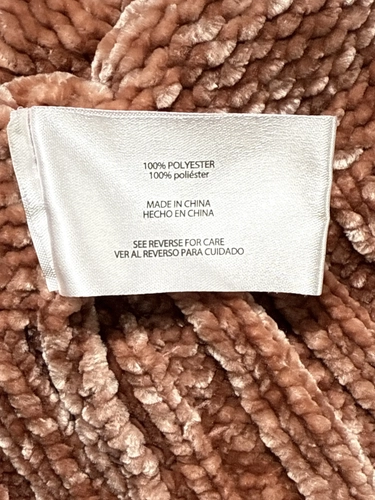 100% POLYESTER
100% poliéster
MADE IN CHINA
HECHO EN CHINA
SEE REVERSE FOR CARE
VER AL REVERSO PARA CUIDADO